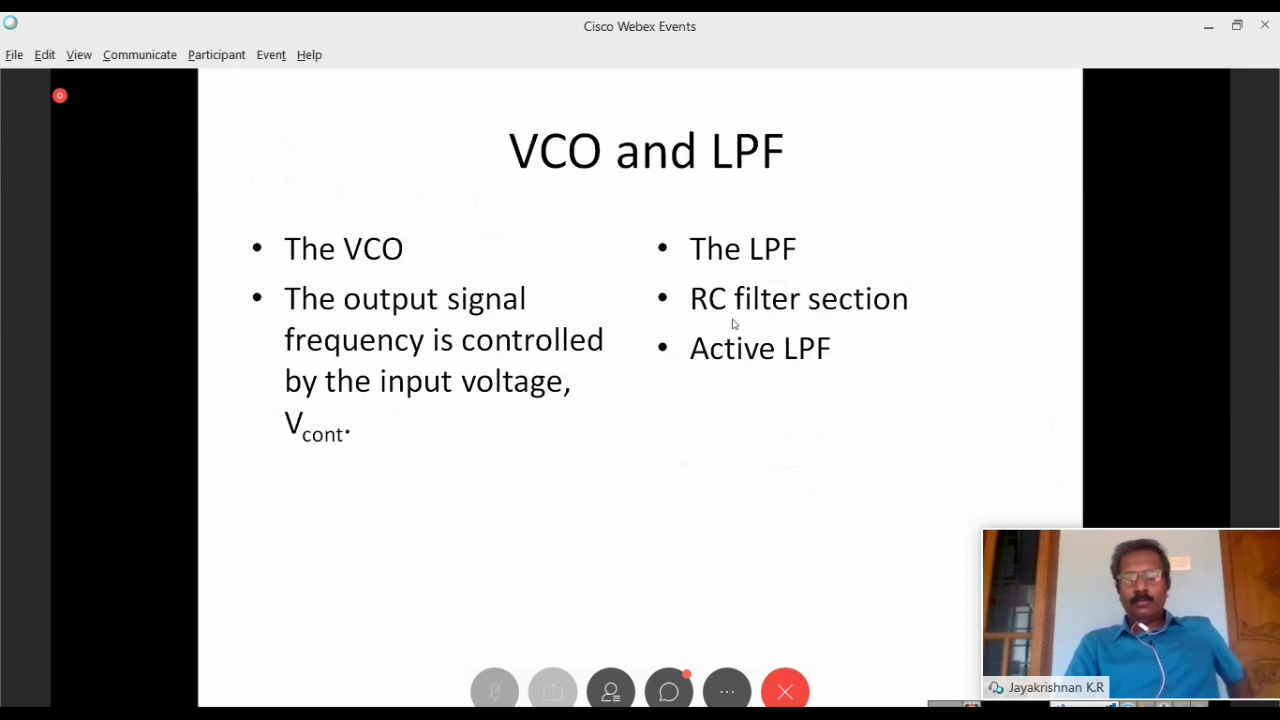 Cisco Webex Events
File Edit View Communicate Participant Event Help
VCO and LPF
• The VCO
• The output signal
frequency is controlled
by the input voltage,
Vcont.
• The LPF
• RC filter section
• Active LPF
Jayakrishnan K.R